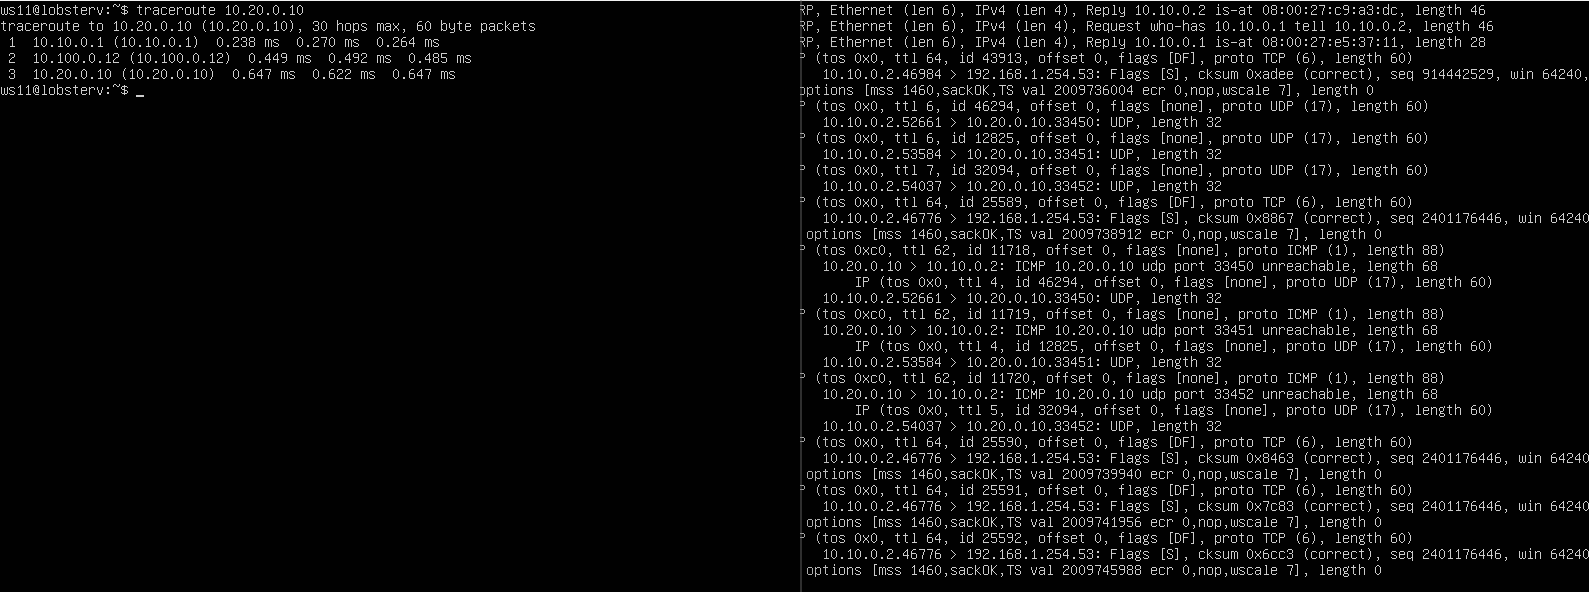 ws11@lobsterv:~$ traceroute 10.20.0.10
traceroute to 10.20.0.10 (10.20.0.10), 30 hops max, 60 byte packets
 1  10.10.0.1 (10.10.0.1)  0.238 ms  0.270 ms  0.264 ms
 2  10.100.0.12 (10.100.0.12)  0.449 ms  0.492 ms  0.485 ms
 3  10.20.0.10 (10.20.0.10)  0.647 ms  0.622 ms  0.647 ms
ws11@lobsterv:~$ _
RP, Ethernet (len 6), IPv4 (len 4), Reply 10.10.0.2 is-at 08:00:27:c9:a3:dc, length 46
RP, Ethernet (len 6), IPv4 (len 4), Request who-has 10.10.0.1 tell 10.10.0.2, length 46
RP, Ethernet (len 6), IPv4 (len 4), Reply 10.10.0.1 is-at 08:00:27:e5:37:11, length 28
P (tos 0x0, ttl 64, id 43913, offset 0, flags [DF], proto TCP (6), length 60)
10.10.0.2.46984 > 192.168.1.254.53: Flags [S], cksum 0xadee (correct), seq 914442529, win 64240,
options [mss 1460,sackOK,TS val 2009736004 ecr 0,nop,wscale 7], length 0
P (tos 0x0, ttl 6, id 46294, offset 0, flags [none], proto UDP (17), length 60)
10.10.0.2.52661 > 10.20.0.10.33450: UDP, length 32
P (tos 0x0, ttl 6, id 12825, offset 0, flags [none], proto UDP (17), length 60)
10.10.0.2.53584 > 10.20.0.10.33451: UDP, length 32
P (tos 0x0, ttl 7, id 32094, offset 0, flags [none], proto UDP (17), length 60)
10.10.0.2.54037 > 10.20.0.10.33452: UDP, length 32
P (tos 0x0, ttl 64, id 25589, offset 0, flags [DF], proto TCP (6), length 60)
10.10.0.2.46776 > 192.168.1.254.53: Flags [S], cksum 0x8867 (correct), seq 2401176446, win 64240
options [mss 1460,sackOK,TS val 2009738912 ecr 0,nop,wscale 7], length 0
P (tos 0xc0, ttl 62, id 11718, offset 0, flags [none], proto ICMP (1), length 88)
10.20.0.10 > 10.10.0.2: ICMP 10.20.0.10 udp port 33450 unreachable, length 68
IP (tos 0x0, ttl 4, id 46294, offset 0, flags [none], proto UDP (17), length 60)
10.10.0.2.52661 > 10.20.0.10.33450: UDP, length 32
P (tos 0xc0, ttl 62, id 11719, offset 0, flags [none], proto ICMP (1), length 88)
10.20.0.10 > 10.10.0.2: ICMP 10.20.0.10 udp port 33451 unreachable, length 68
IP (tos 0x0, ttl 4, id 12825, offset 0, flags [none], proto UDP (17), length 60)
10.10.0.2.53584 > 10.20.0.10.33451: UDP, length 32
P (tos 0xc0, ttl 62, id 11720, offset 0, flags [none], proto ICMP (1), length 88)
10.20.0.10 > 10.10.0.2: ICMP 10.20.0.10 udp port 33452 unreachable, length 68
IP (tos 0x0, ttl 5, id 32094, offset 0, flags [none], proto UDP (17), length 60)
10.10.0.2.54037 > 10.20.0.10.33452: UDP, length 32
P (tos 0x0, ttl 64, id 25590, offset 0, flags [DF], proto TCP (6), length 60)
10.10.0.2.46776 > 192.168.1.254.53: Flags [S], cksum 0x8463 (correct), seq 2401176446, win 64240
options [mss 1460,sackOK,TS val 2009739940 ecr 0,nop,wscale 7], length 0
P (tos 0x0, ttl 64, id 25591, offset 0, flags [DF], proto TCP (6), length 60)
10.10.0.2.46776 > 192.168.1.254.53: Flags [S], cksum 0x7c83 (correct), seq 2401176446, win 64240
options [mss 1460,sackOK,TS val 2009741956 ecr 0,nop,wscale 7], length 0
P (tos 0x0, ttl 64, id 25592, offset 0, flags [DF], proto TCP (6), length 60)
10.10.0.2.46776 > 192.168.1.254.53: Flags [S], cksum 0x6cc3 (correct), seq 2401176446, win 64240
options [mss 1460,sackOK,TS val 2009745988 ecr 0,nop,wscale 7], length 0